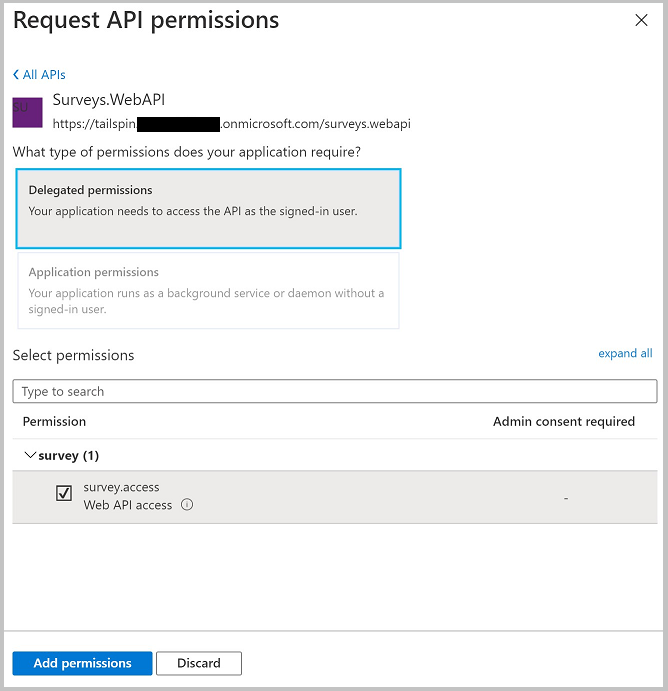 Request API permissions
All APIs
SU
Surveys.WebAPI
https://tailspin. .onmicrosoft.com/surveys.webapi
What type of permissions does your application require?
Delegated permissions
Your application needs to access the API as the signed-in user.
Application permissions
Your application runs as a background service or daemon without a
signed-in user.
Select permissions
expand all
Type to search
Permission
Admin consent required
survey (1)
survey.access
Web API access
-
Add permissions
Discard